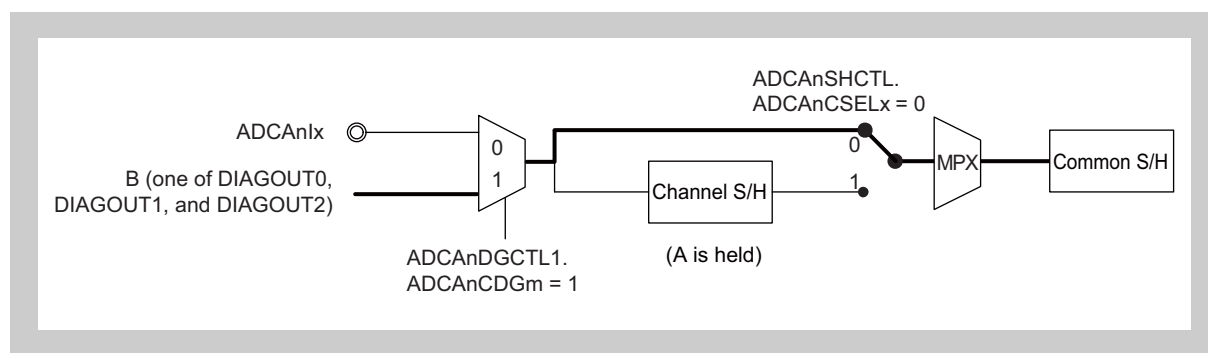 ADCAnSHCTL.
ADCAnCSELx = 0
ADCAnIx
0
0
B (one of DIAGOUT0,
DIAGOUT1, and DIAGOUT2)
1
1
Channel S/H
MPX
Common S/H
(A is held)
ADCAnDGCTL1.
ADCAnCDGm = 1